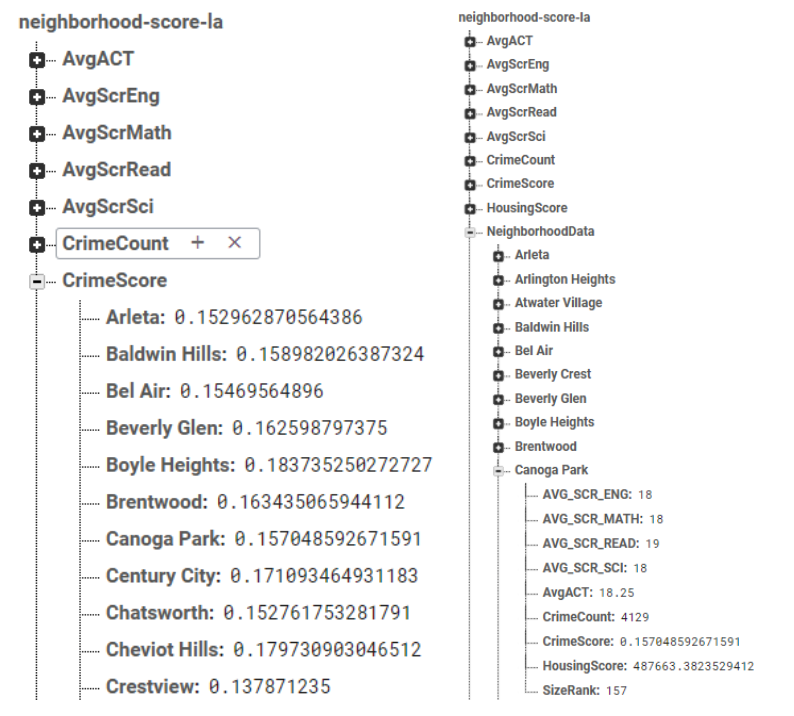 neighborhood-score-la
AvgACT
AvgScrEng
AvgScrMath
AvgScrRead
AvgScrSci
CrimeCount + ×
CrimeScore
Arleta: 0.152962870564386
Baldwin Hills: 0.158982026387324
Bel Air: 0.15469564896
Beverly Glen: 0.162598797375
Boyle Heights: 0.183735250272727
Brentwood: 0.163435065944112
Canoga Park: 0.157048592671591
Century City: 0.171093464931183
Chatsworth: 0.152761753281791
Cheviot Hills: 0.179730903046512
Crestview: 0.137871235
neighborhood-score-la
AvgACT
AvgScrEng
AvgScrMath
AvgScrRead
AvgScrSci
CrimeCount
CrimeScore
HousingScore
NeighborhoodData
Arleta
Arlington Heights
Atwater Village
Baldwin Hills
Bel Air
Beverly Crest
Beverly Glen
Boyle Heights
Brentwood
Canoga Park
AVG_SCR_ENG: 18
AVG_SCR_MATH: 18
AVG_SCR_READ: 19
AVG_SCR_SCI: 18
AvgACT: 18.25
CrimeCount: 4129
CrimeScore: 0.157048592671591
HousingScore: 487663.3823529412
SizeRank: 157